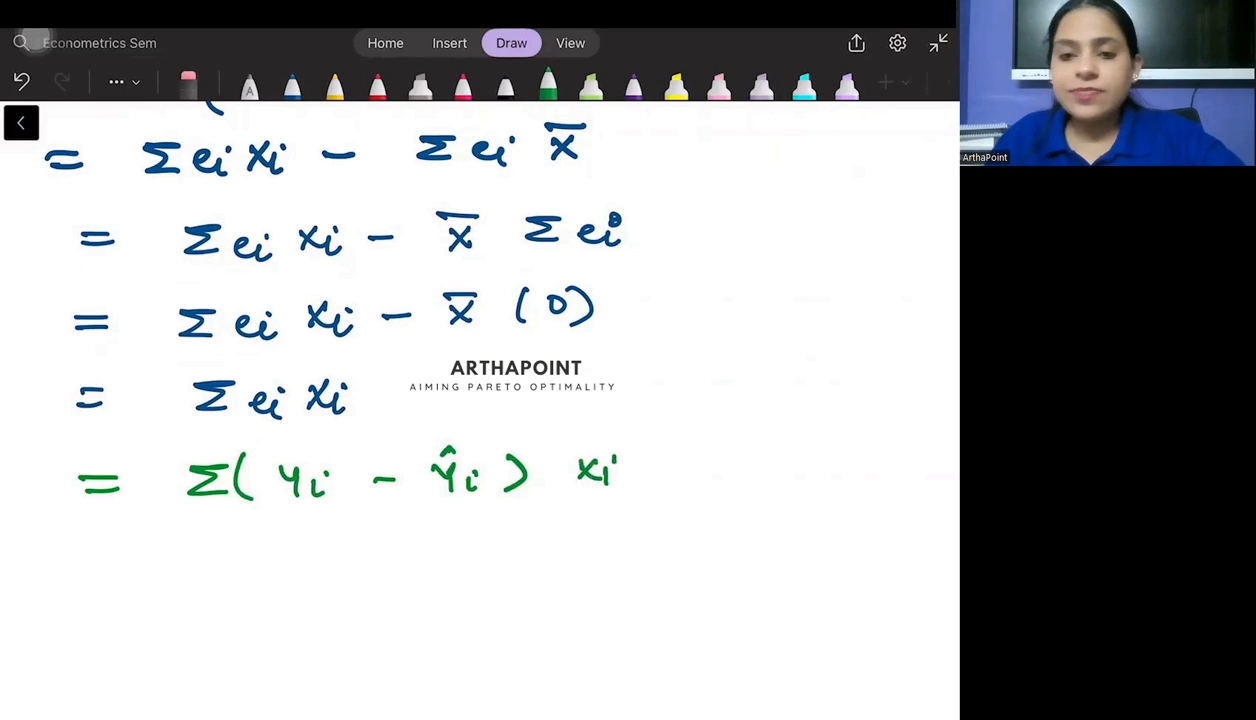 Econometrics Sem
Home Insert Draw View
= Σ ei xi − Σ ei x̅
= Σ ei xi − x̅ Σ ei
= Σ ei xi − x̅ (0)
ARTHAPOINT
AIMING PARETO OPTIMALITY
= Σ ei xi
= Σ( Yi − Ŷi ) xi
ArthaPoint